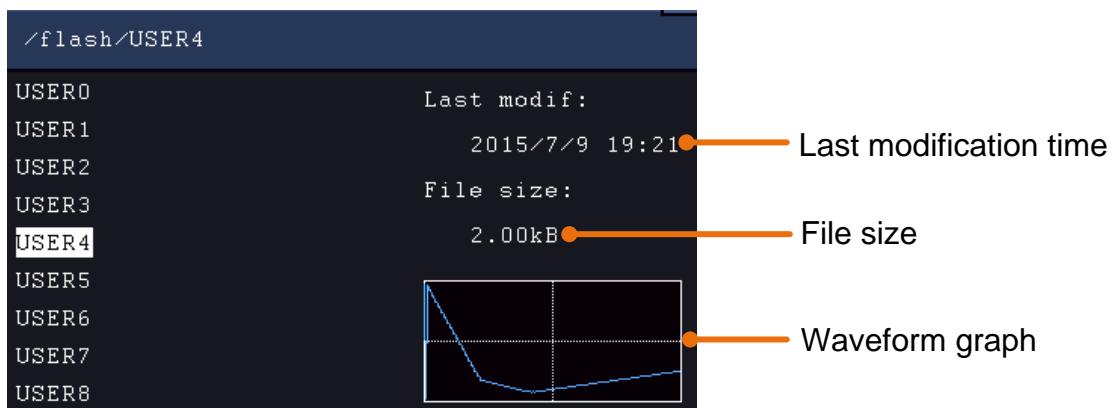 /flash/USER4
USER0
USER1
USER2
USER3
USER4
USER5
USER6
USER7
USER8
Last modif:
2015/7/9 19:21
File size:
2.00kB
Last modification time
File size
Waveform graph